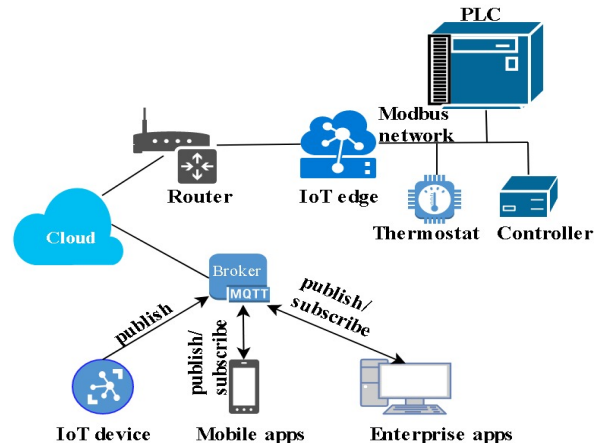 PLC
Modbus
network
Router
IoT edge
Thermostat
Controller
Cloud
Broker
MQTT
publish
publish/
subscribe
publish/
subscribe
IoT device
Mobile apps
Enterprise apps